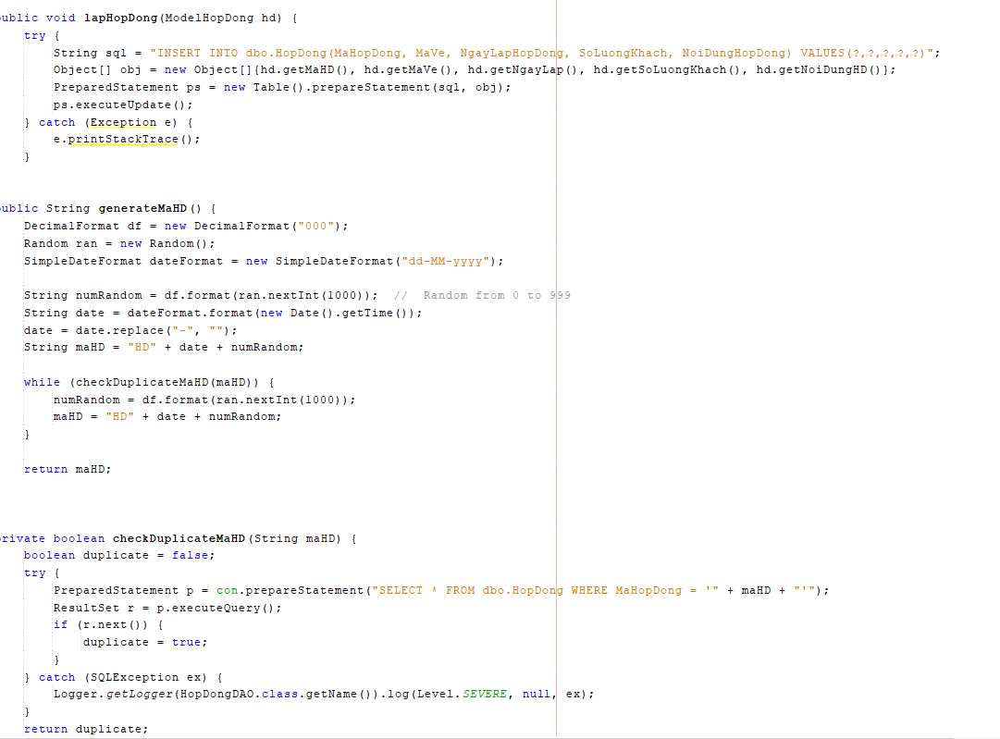 ublic void lapHopDong(ModelHopDong hd) {
try {
String sql = "INSERT INTO dbo.HopDong(MaHopDong, MaVe, NgayLapHopDong, SoLuongKhach, NoiDungHopDong) VALUES(?,?,?,?,?)";
Object[] obj = new Object[]{hd.getMaHD(), hd.getMaVe(), hd.getNgayLap(), hd.getSoLuongKhach(), hd.getNoiDungHD()};
PreparedStatement ps = new Table().prepareStatement(sql, obj);
ps.executeUpdate();
} catch (Exception e) {
e.printStackTrace();
}
ublic String generateMaHD() {
DecimalFormat df = new DecimalFormat("000");
Random ran = new Random();
SimpleDateFormat dateFormat = new SimpleDateFormat("dd-MM-yyyy");
String numRandom = df.format(ran.nextInt(1000)); // Random from 0 to 999
String date = dateFormat.format(new Date().getTime());
date = date.replace("-", "");
String maHD = "HD" + date + numRandom;
while (checkDuplicateMaHD(maHD)) {
numRandom = df.format(ran.nextInt(1000));
maHD = "HD" + date + numRandom;
}
return maHD;
rivate boolean checkDuplicateMaHD(String maHD) {
boolean duplicate = false;
try {
PreparedStatement p = con.prepareStatement("SELECT * FROM dbo.HopDong WHERE MaHopDong = '" + maHD + "'");
ResultSet r = p.executeQuery();
if (r.next()) {
duplicate = true;
}
} catch (SQLException ex) {
Logger.getLogger(HopDongDAO.class.getName()).log(Level.SEVERE, null, ex);
}
return duplicate;